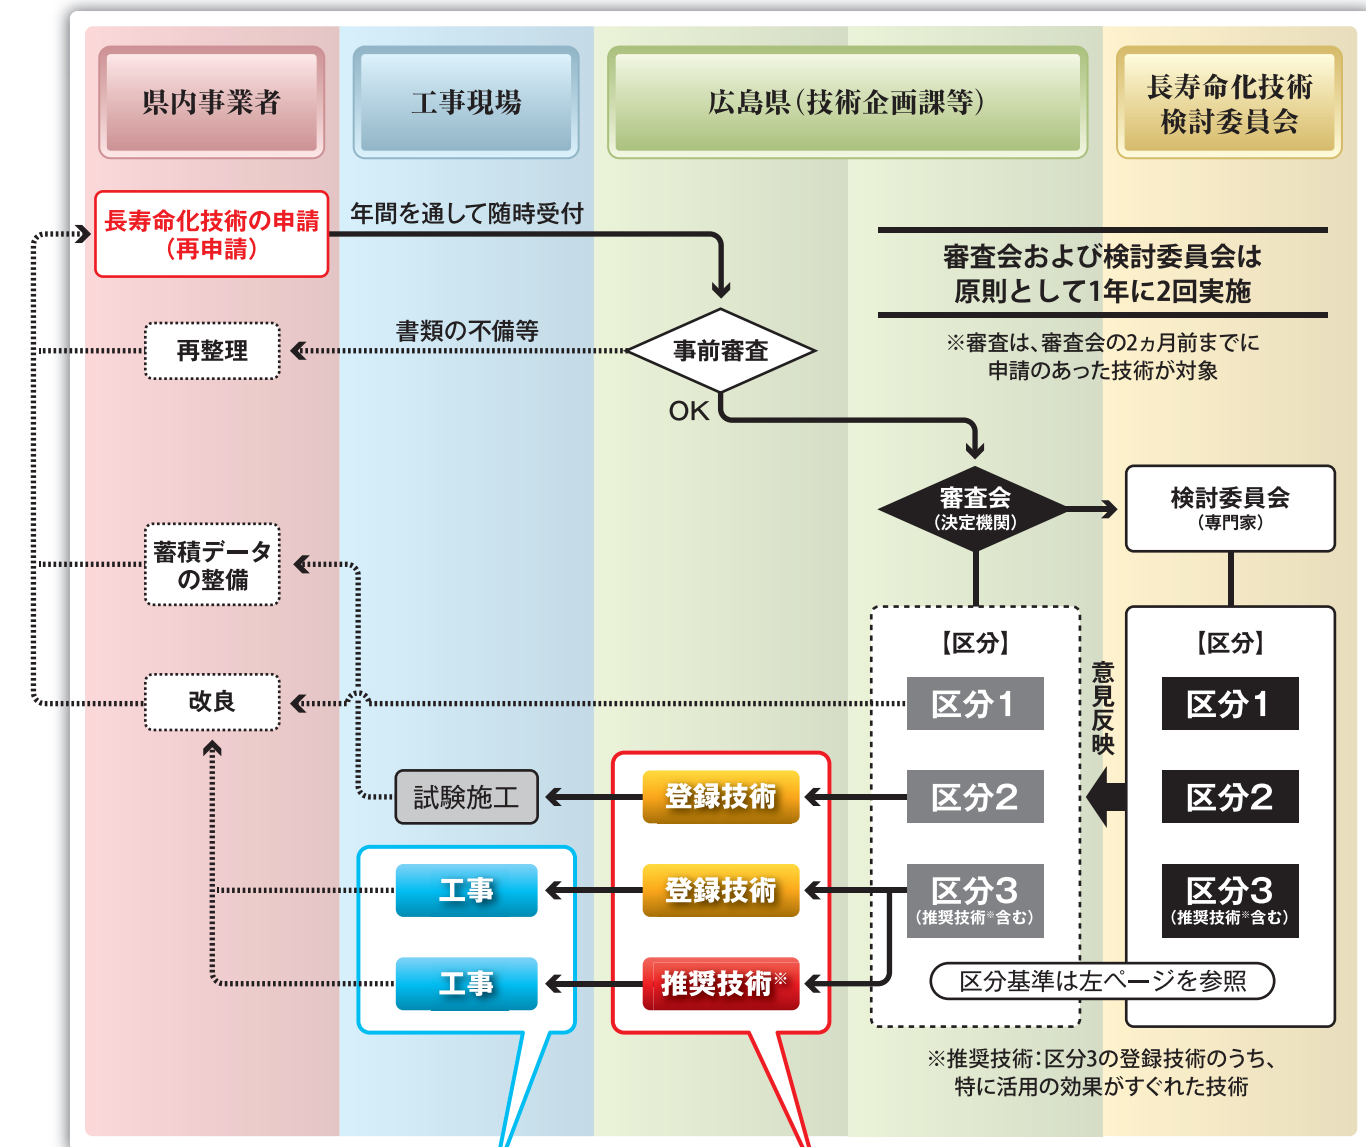 県内事業者
工事現場
広島県（技術企画課等）
長寿命化技術
検討委員会
長寿命化技術の申請
（再申請）
年間を通して随時受付
審査会および検討委員会は
原則として1年に2回実施
※審査は、審査会の2ヵ月前までに
申請のあった技術が対象
再整理
書類の不備等
事前審査
OK
審査会
（決定機関）
検討委員会
（専門家）
蓄積データ
の整備
【区分】
【区分】
意見反映
改良
区分1
区分1
試験施工
登録技術
区分2
区分2
工事
登録技術
区分3
（推奨技術※含む）
区分3
（推奨技術※含む）
工事
推奨技術※
区分基準は左ページを参照
※推奨技術：区分3の登録技術のうち、
特に活用の効果がすぐれた技術